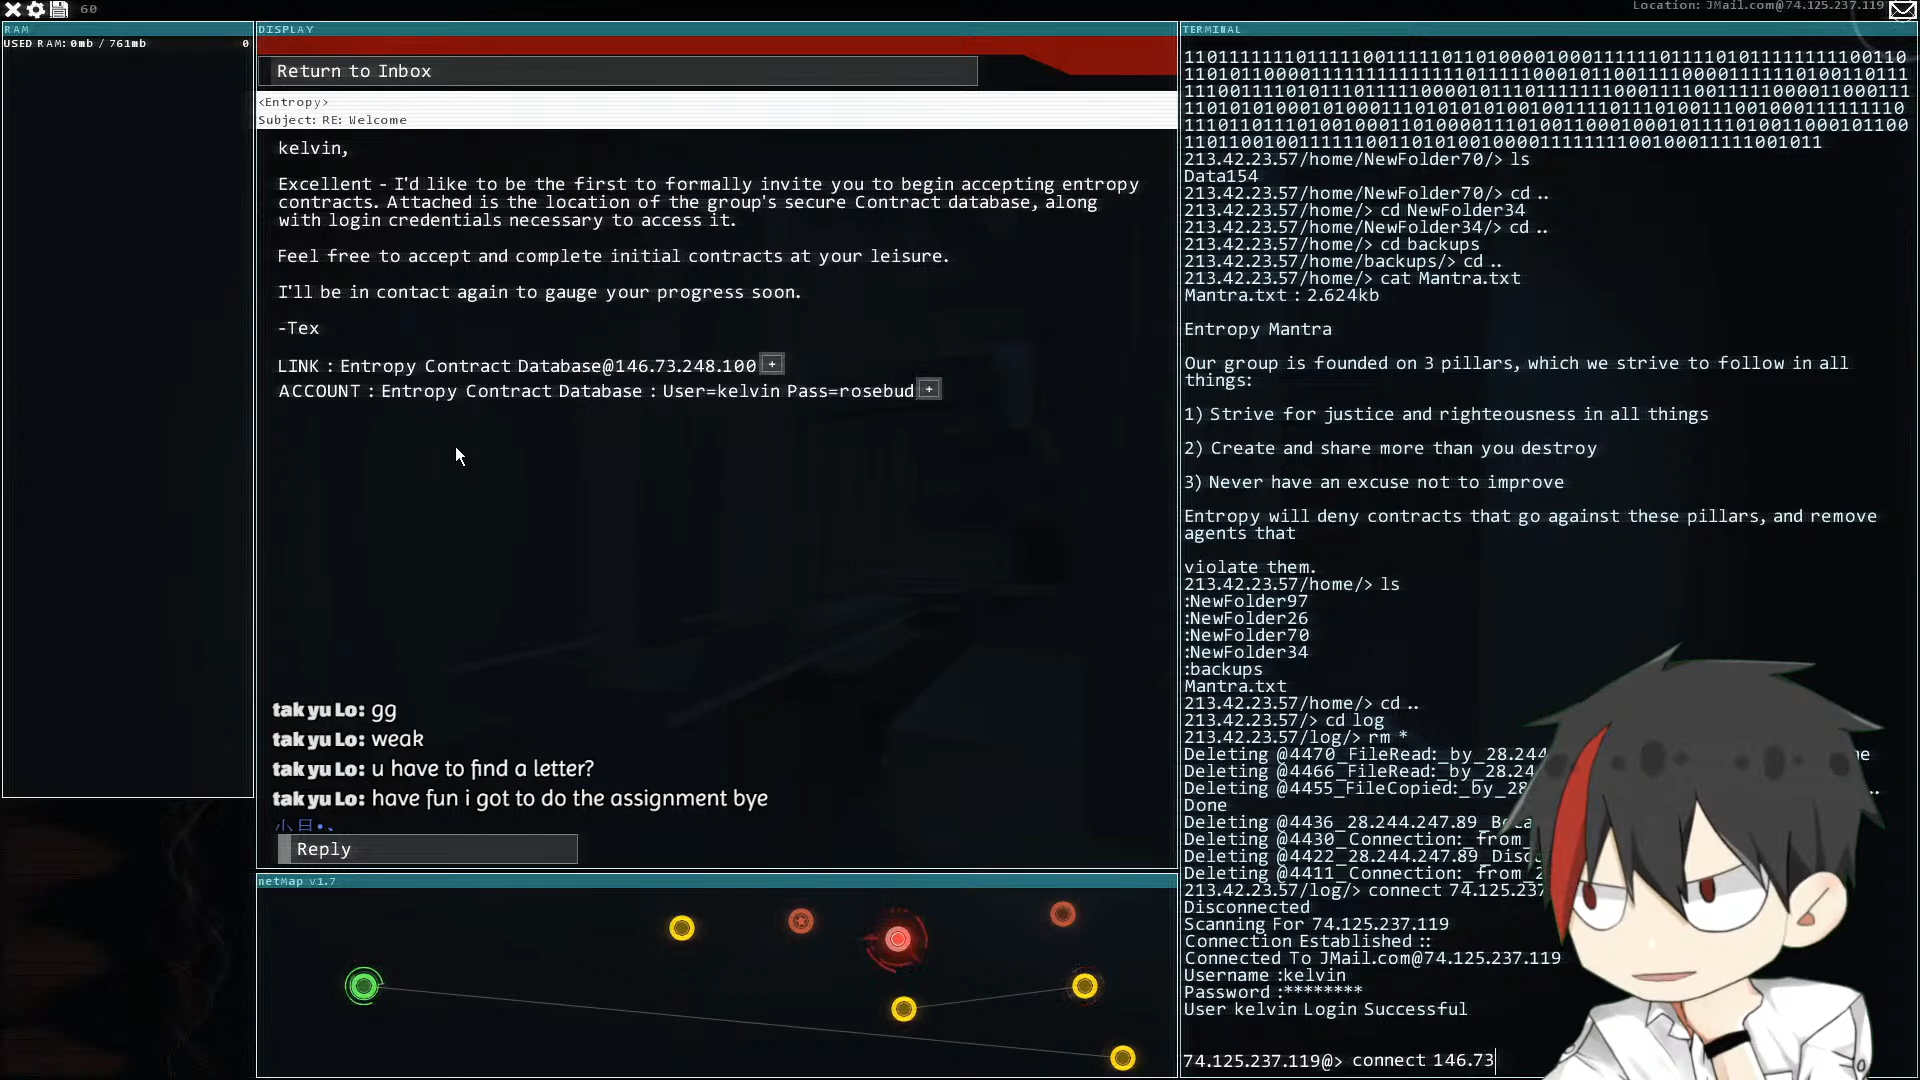 60
Location: JMail.com@74.125.237.119
RAM
USED RAM: 0mb / 761mb
0
DISPLAY
Return to Inbox
<Entropy>
Subject: RE: Welcome
kelvin,
Excellent - I'd like to be the first to formally invite you to begin accepting entropy
contracts. Attached is the location of the group's secure Contract database, along
with login credentials necessary to access it.
Feel free to accept and complete initial contracts at your leisure.
I'll be in contact again to gauge your progress soon.
-Tex
LINK : Entropy Contract Database@146.73.248.100 +
ACCOUNT : Entropy Contract Database : User=kelvin Pass=rosebud +
tak yu Lo: gg
tak yu Lo: weak
tak yu Lo: u have to find a letter?
tak yu Lo: have fun i got to do the assignment bye
Reply
netMap v1.7
TERMINAL
213.42.23.57/home/NewFolder70/> ls
Data154
213.42.23.57/home/NewFolder70/> cd ..
213.42.23.57/home/> cd NewFolder34
213.42.23.57/home/NewFolder34/> cd ..
213.42.23.57/home/> cd backups
213.42.23.57/home/backups/> cd ..
213.42.23.57/home/> cat Mantra.txt
Mantra.txt : 2.624kb
Entropy Mantra
Our group is founded on 3 pillars, which we strive to follow in all
things:
1) Strive for justice and righteousness in all things
2) Create and share more than you destroy
3) Never have an excuse not to improve
Entropy will deny contracts that go against these pillars, and remove
agents that
violate them.
213.42.23.57/home/> ls
:NewFolder97
:NewFolder26
:NewFolder70
:NewFolder34
:backups
Mantra.txt
213.42.23.57/home/> cd ..
213.42.23.57/> cd log
213.42.23.57/log/> rm *
Deleting @4470_FileRead:_by_28.244
Deleting @4466_FileRead:_by_28.24
Deleting @4455_FileCopied:_by_28
Done
Deleting @4436_28.244.247.89_Beca
Deleting @4430_Connection:_from_
Deleting @4422_28.244.247.89_Disc
Deleting @4411_Connection:_from_2
213.42.23.57/log/> connect 74.125.237
Disconnected
Scanning For 74.125.237.119
Connection Established ::
Connected To JMail.com@74.125.237.119
Username :kelvin
Password :********
User kelvin Login Successful
74.125.237.119@> connect 146.73